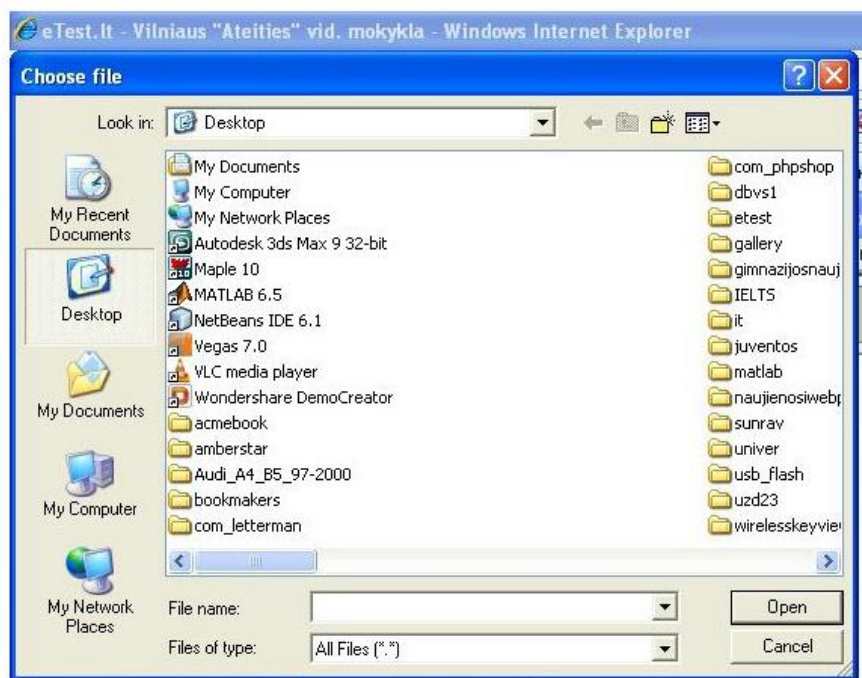 eTest.lt - Vilniaus "Ateities" vid. mokykla - Windows Internet Explorer
Choose file
Look in:
Desktop
My Recent
Documents
Desktop
My Documents
My Computer
My Network
Places
My Documents
My Computer
My Network Places
Autodesk 3ds Max 9 32-bit
Maple 10
MATLAB 6.5
NetBeans IDE 6.1
Vegas 7.0
VLC media player
Wondershare DemoCreator
acmebook
amberstar
Audi_A4_B5_97-2000
bookmakers
com_letterman
com_phpshop
dbvs1
etest
gallery
gimnazijosnauj
IELTS
it
juventos
matlab
naujienosiwebp
sunrav
univer
usb_flash
uzd23
wirelesskeyvie
File name:
Open
Files of type:
All Files (*.*)
Cancel